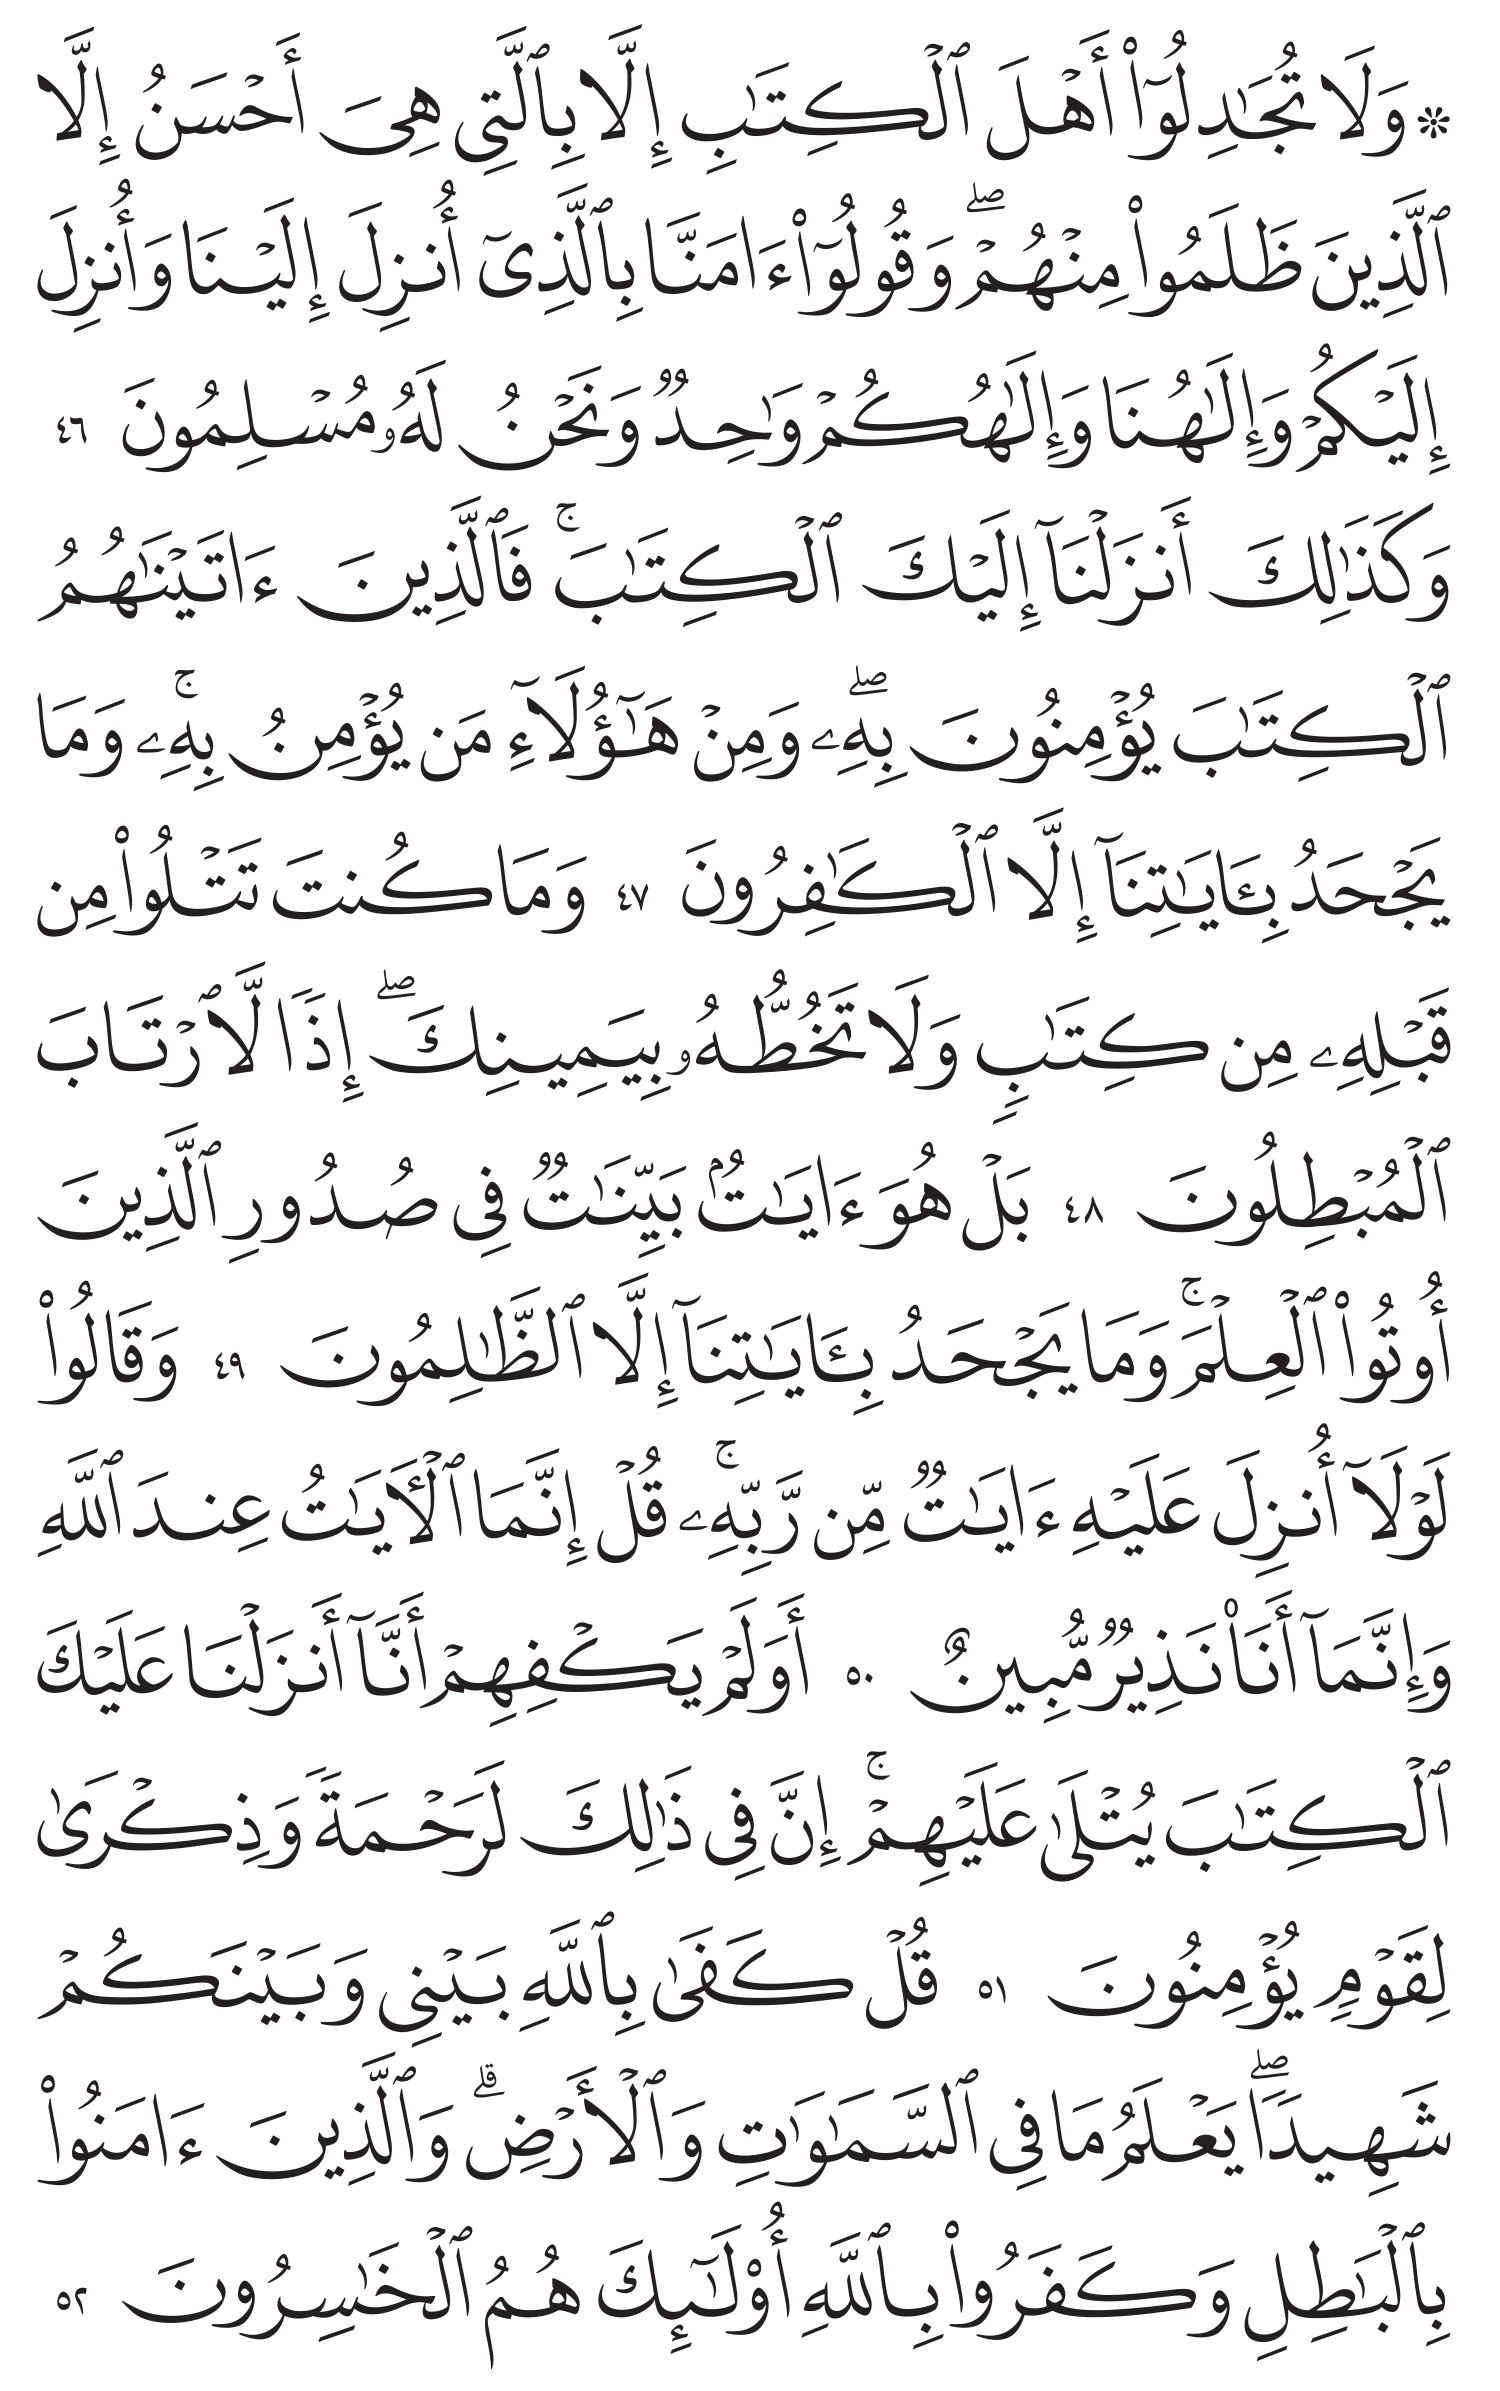 ۞ وَلَا تُجَٰدِلُوٓا۟ أَهْلَ ٱلْكِتَٰبِ إِلَّا بِٱلَّتِى هِىَ أَحْسَنُ إِلَّا
ٱلَّذِينَ ظَلَمُوا۟ مِنْهُمْ ۖ وَقُولُوٓا۟ ءَامَنَّا بِٱلَّذِىٓ أُنزِلَ إِلَيْنَا وَأُنزِلَ
إِلَيْكُمْ وَإِلَٰهُنَا وَإِلَٰهُكُمْ وَٰحِدٌ وَنَحْنُ لَهُۥ مُسْلِمُونَ ٤٦
وَكَذَٰلِكَ أَنزَلْنَآ إِلَيْكَ ٱلْكِتَٰبَ ۚ فَٱلَّذِينَ ءَاتَيْنَٰهُمُ
ٱلْكِتَٰبَ يُؤْمِنُونَ بِهِۦ ۖ وَمِنْ هَٰٓؤُلَآءِ مَن يُؤْمِنُ بِهِۦ ۚ وَمَا
يَجْحَدُ بِـَٔايَٰتِنَآ إِلَّا ٱلْكَٰفِرُونَ ٤٧ وَمَا كُنتَ تَتْلُوا۟ مِن
قَبْلِهِۦ مِن كِتَٰبٍ وَلَا تَخُطُّهُۥ بِيَمِينِكَ ۖ إِذًا لَّٱرْتَابَ
ٱلْمُبْطِلُونَ ٤٨ بَلْ هُوَ ءَايَٰتٌۢ بَيِّنَٰتٌ فِى صُدُورِ ٱلَّذِينَ
أُوتُوا۟ ٱلْعِلْمَ ۚ وَمَا يَجْحَدُ بِـَٔايَٰتِنَآ إِلَّا ٱلظَّٰلِمُونَ ٤٩ وَقَالُوا۟
لَوْلَآ أُنزِلَ عَلَيْهِ ءَايَٰتٌ مِّن رَّبِّهِۦ ۚ قُلْ إِنَّمَا ٱلْـَٔايَٰتُ عِندَ ٱللَّهِ
وَإِنَّمَآ أَنَا۠ نَذِيرٌ مُّبِينٌ ٥٠ أَوَلَمْ يَكْفِهِمْ أَنَّآ أَنزَلْنَا عَلَيْكَ
ٱلْكِتَٰبَ يُتْلَىٰ عَلَيْهِمْ ۚ إِنَّ فِى ذَٰلِكَ لَرَحْمَةً وَذِكْرَىٰ
لِقَوْمٍ يُؤْمِنُونَ ٥١ قُلْ كَفَىٰ بِٱللَّهِ بَيْنِى وَبَيْنَكُمْ
شَهِيدًا ۖ يَعْلَمُ مَا فِى ٱلسَّمَٰوَٰتِ وَٱلْأَرْضِ ۗ وَٱلَّذِينَ ءَامَنُوا۟
بِٱلْبَٰطِلِ وَكَفَرُوا۟ بِٱللَّهِ أُو۟لَٰٓئِكَ هُمُ ٱلْخَٰسِرُونَ ٥٢